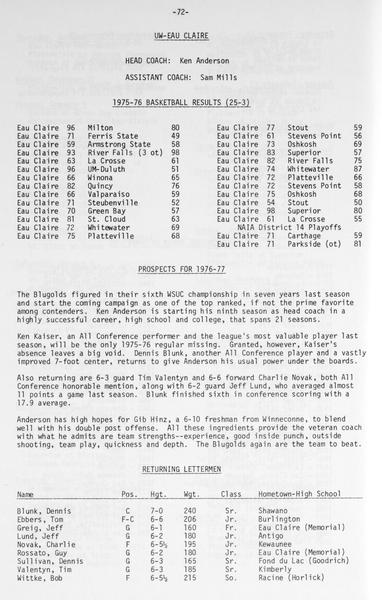 -72-
UW-EAU CLAIRE
HEAD COACH: Ken Anderson
ASSISTANT COACH: Sam Mills
1975-76 BASKETBALL RESULTS (25-3)
Eau Claire 96 Milton 80
Eau Claire 71 Ferris State 49
Eau Claire 59 Armstrong State 58
Eau Claire 93 River Falls (3 ot) 98
Eau Claire 63 La Crosse 61
Eau Claire 96 UM-Duluth 51
Eau Claire 66 Winona 65
Eau Claire 82 Quincy 76
Eau Claire 66 Valparaiso 59
Eau Claire 71 Steubenville 52
Eau Claire 70 Green Bay 57
Eau Claire 81 St. Cloud 63
Eau Claire 72 Whitewater 69
Eau Claire 75 Platteville 68
Eau Claire 77 Stout 59
Eau Claire 61 Stevens Point 56
Eau Claire 73 Oshkosh 69
Eau Claire 83 Superior 57
Eau Claire 82 River Falls 75
Eau Claire 74 Whitewater 87
Eau Claire 72 Platteville 66
Eau Claire 72 Stevens Point 58
Eau Claire 75 Oshkosh 68
Eau Claire 54 Stout 50
Eau Claire 98 Superior 80
Eau Claire 61 La Crosse 55
NAIA District 14 Playoffs
Eau Claire 71 Carthage 59
Eau Claire 71 Parkside (ot) 81
PROSPECTS FOR 1976-77
The Blugolds figured in their sixth WSUC championship in seven years last season
and start the coming campaign as one of the top ranked, if not the prime favorite
among contenders. Ken Anderson is starting his ninth season as head coach in a
highly successful career, high school and college, that spans 21 seasons.
Ken Kaiser, an All Conference performer and the league's most valuable player last
season, will be the only 1975-76 regular missing. Granted, however, Kaiser's
absence leaves a big void. Dennis Blunk, another All Conference player and a vastly
improved 7-foot center, returns to give Anderson his usual power under the boards.
Also returning are 6-3 guard Tim Valentyn and 6-6 forward Charlie Novak, both All
Conference honorable mention, along with 6-2 guard Jeff Lund, who averaged almost
11 points a game last season. Blunk finished sixth in conference scoring with a
17.9 average.
Anderson has high hopes for Gib Hinz, a 6-10 freshman from Winneconne, to blend
well with his double post offense. All these ingredients provide the veteran coach
with what he admits are team strengths--experience, good inside punch, outside
shooting, team play, quickness and depth. The Blugolds again are the team to beat.
RETURNING LETTERMEN
Name Pos. Hgt. Wgt. Class Hometown-High School
Blunk, Dennis C 7-0 240 Sr. Shawano
Ebbers, Tom F-C 6-6 206 Jr. Burlington
Greig, Jeff G 6-1 160 Fr. Eau Claire (Memorial)
Lund, Jeff G 6-2 180 Jr. Antigo
Novak, Charlie F 6-5½ 195 Jr. Kewaunee
Rossato, Guy G 6-2 180 Jr. Eau Claire (Memorial)
Sullivan, Dennis G 6-3 165 Sr. Fond du Lac (Goodrich)
Valentyn, Tim G 6-3 185 Sr. Kimberly
Wittke, Bob F 6-5½ 215 So. Racine (Horlick)